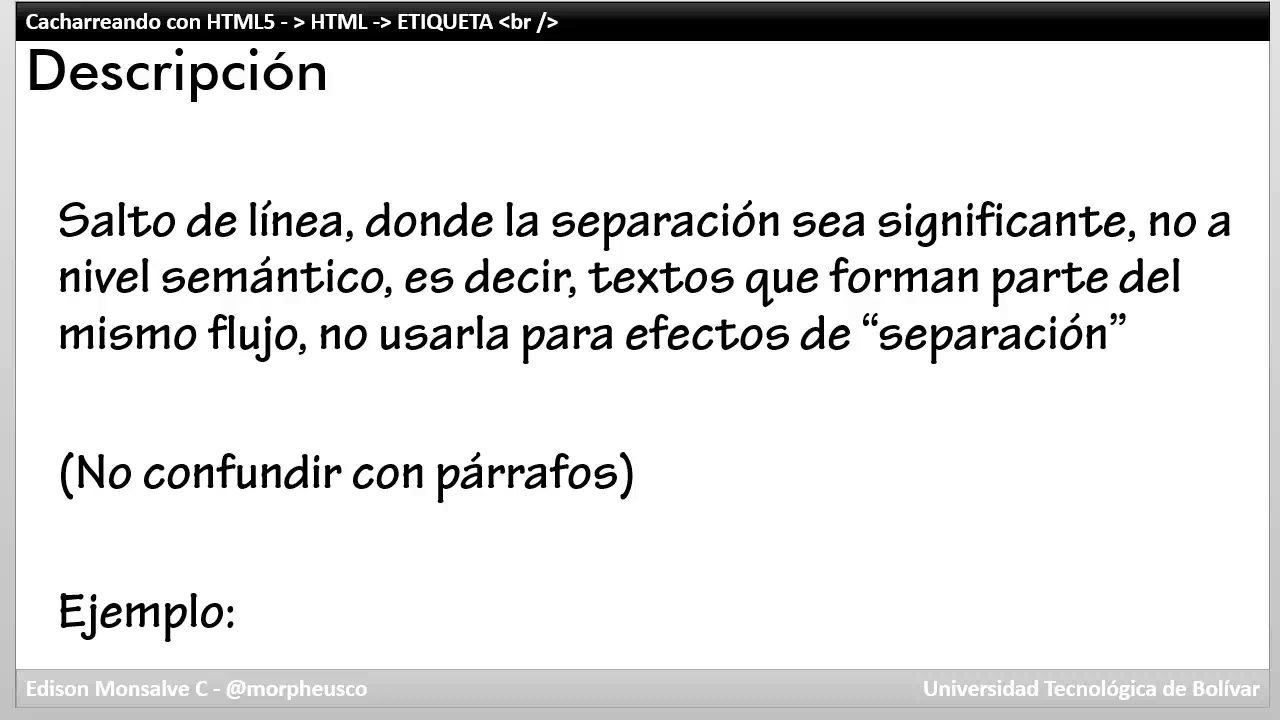 Cacharreando con HTML5 - > HTML -> ETIQUETA <br />
Descripción
Salto de línea, donde la separación sea significante, no a
nivel semántico, es decir, textos que forman parte del
mismo flujo, no usarla para efectos de “separación”
(No confundir con párrafos)
Ejemplo:
Edison Monsalve C - @morpheusco
Universidad Tecnológica de Bolívar